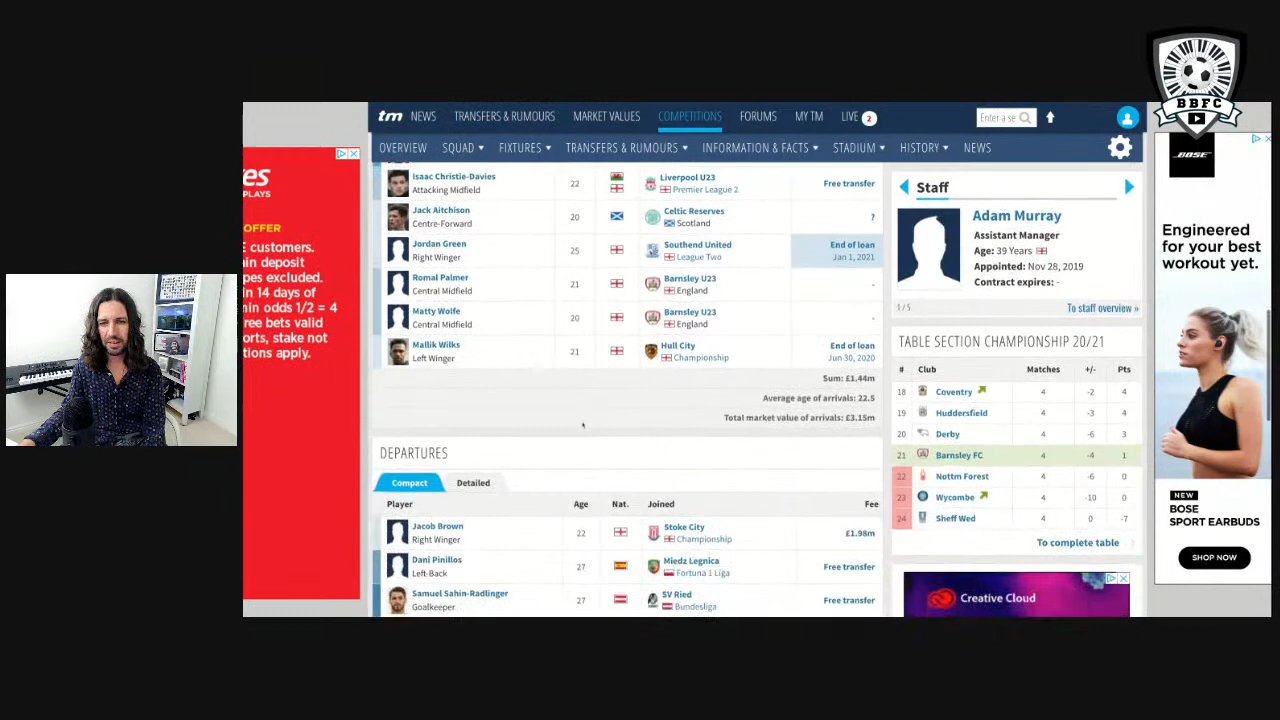 BBFC
tm NEWS TRANSFERS & RUMOURS MARKET VALUES COMPETITIONS FORUMS MY TM LIVE 2 Enter a se
OVERVIEW SQUAD FIXTURES TRANSFERS & RUMOURS INFORMATION & FACTS STADIUM HISTORY NEWS
es
PLAYS
OFFER
E customers.
in deposit
pes excluded.
in 14 days of
min odds 1/2 = 4
ree bets valid
orts, stake not
tions apply.
Isaac Christie-Davies
Attacking Midfield
22
Liverpool U23
Premier League 2
Free transfer
Jack Aitchison
Centre-Forward
20
Celtic Reserves
Scotland
?
Jordan Green
Right Winger
25
Southend United
League Two
End of loan
Jan 1, 2021
Romal Palmer
Central Midfield
21
Barnsley U23
England
-
Matty Wolfe
Central Midfield
20
Barnsley U23
England
-
Mallik Wilks
Left Winger
21
Hull City
Championship
End of loan
Jun 30, 2020
Sum: £1.44m
Average age of arrivals: 22.5
Total market value of arrivals: £3.15m
DEPARTURES
Compact Detailed
Player Age Nat. Joined Fee
Jacob Brown
Right Winger
22
Stoke City
Championship
£1.98m
Dani Pinillos
Left-Back
27
Miedz Legnica
Fortuna 1 Liga
Free transfer
Samuel Sahin-Radlinger
Goalkeeper
27
SV Ried
Bundesliga
Free transfer
Staff
Adam Murray
Assistant Manager
Age: 39 Years
Appointed: Nov 28, 2019
Contract expires: -
1 / 5 To staff overview »
TABLE SECTION CHAMPIONSHIP 20/21
# Club Matches +/- Pts
18 Coventry 4 -2 4
19 Huddersfield 4 -3 4
20 Derby 4 -6 3
21 Barnsley FC 4 -4 1
22 Nottm Forest 4 -6 0
23 Wycombe 4 -10 0
24 Sheff Wed 4 0 -7
To complete table
Creative Cloud
BOSE
Engineered
for your best
workout yet.
NEW
BOSE
SPORT EARBUDS
SHOP NOW